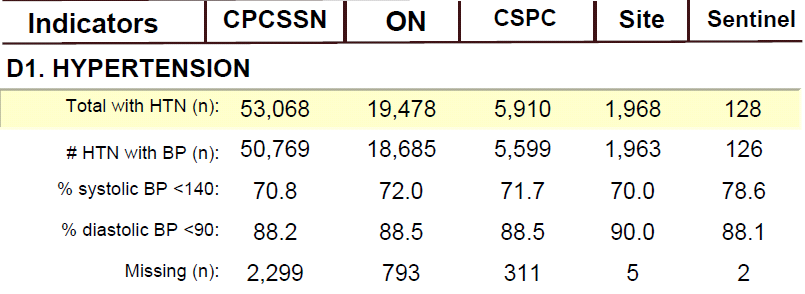 Indicators CPCSSN ON CSPC Site Sentinel
D1. HYPERTENSION
Total with HTN (n): 53,068 19,478 5,910 1,968 128
# HTN with BP (n): 50,769 18,685 5,599 1,963 126
% systolic BP <140: 70.8 72.0 71.7 70.0 78.6
% diastolic BP <90: 88.2 88.5 88.5 90.0 88.1
Missing (n): 2,299 793 311 5 2